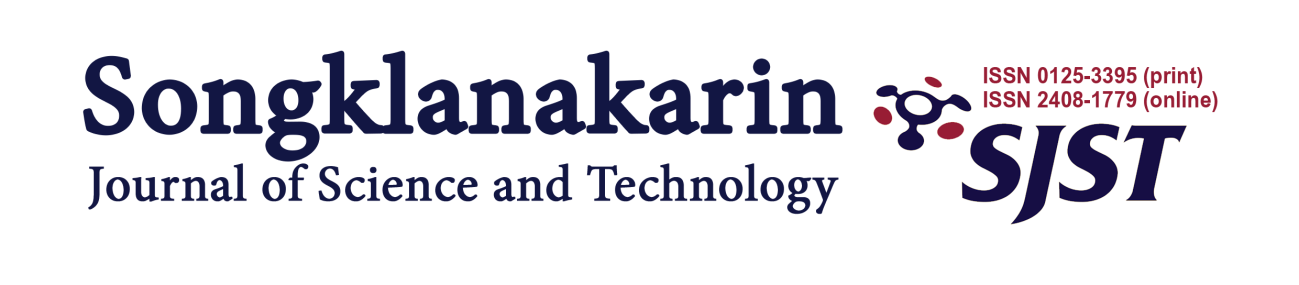 Songklanakarin
Journal of Science and Technology
ISSN 0125-3395 (print)
ISSN 2408-1779 (online)
SJST